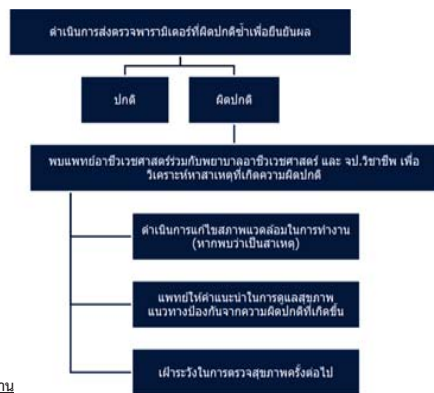 ดำเนินการส่งตรวจพารามิเตอร์ที่ผิดปกติซ้ำเพื่อยืนยันผล
ปกติ
ผิดปกติ
พบแพทย์อาชีวเวชศาสตร์ร่วมกับพยาบาลอาชีวเวชศาสตร์ และ จป.วิชาชีพ เพื่อ
วิเคราะห์หาสาเหตุที่เกิดความผิดปกติ
ดำเนินการแก้ไขสภาพแวดล้อมในการทำงาน
(หากพบว่าเป็นสาเหตุ)
แพทย์ให้คำแนะนำในการดูแลสุขภาพ
แนวทางป้องกันจากความผิดปกติที่เกิดขึ้น
เฝ้าระวังในการตรวจสุขภาพครั้งต่อไป
าน